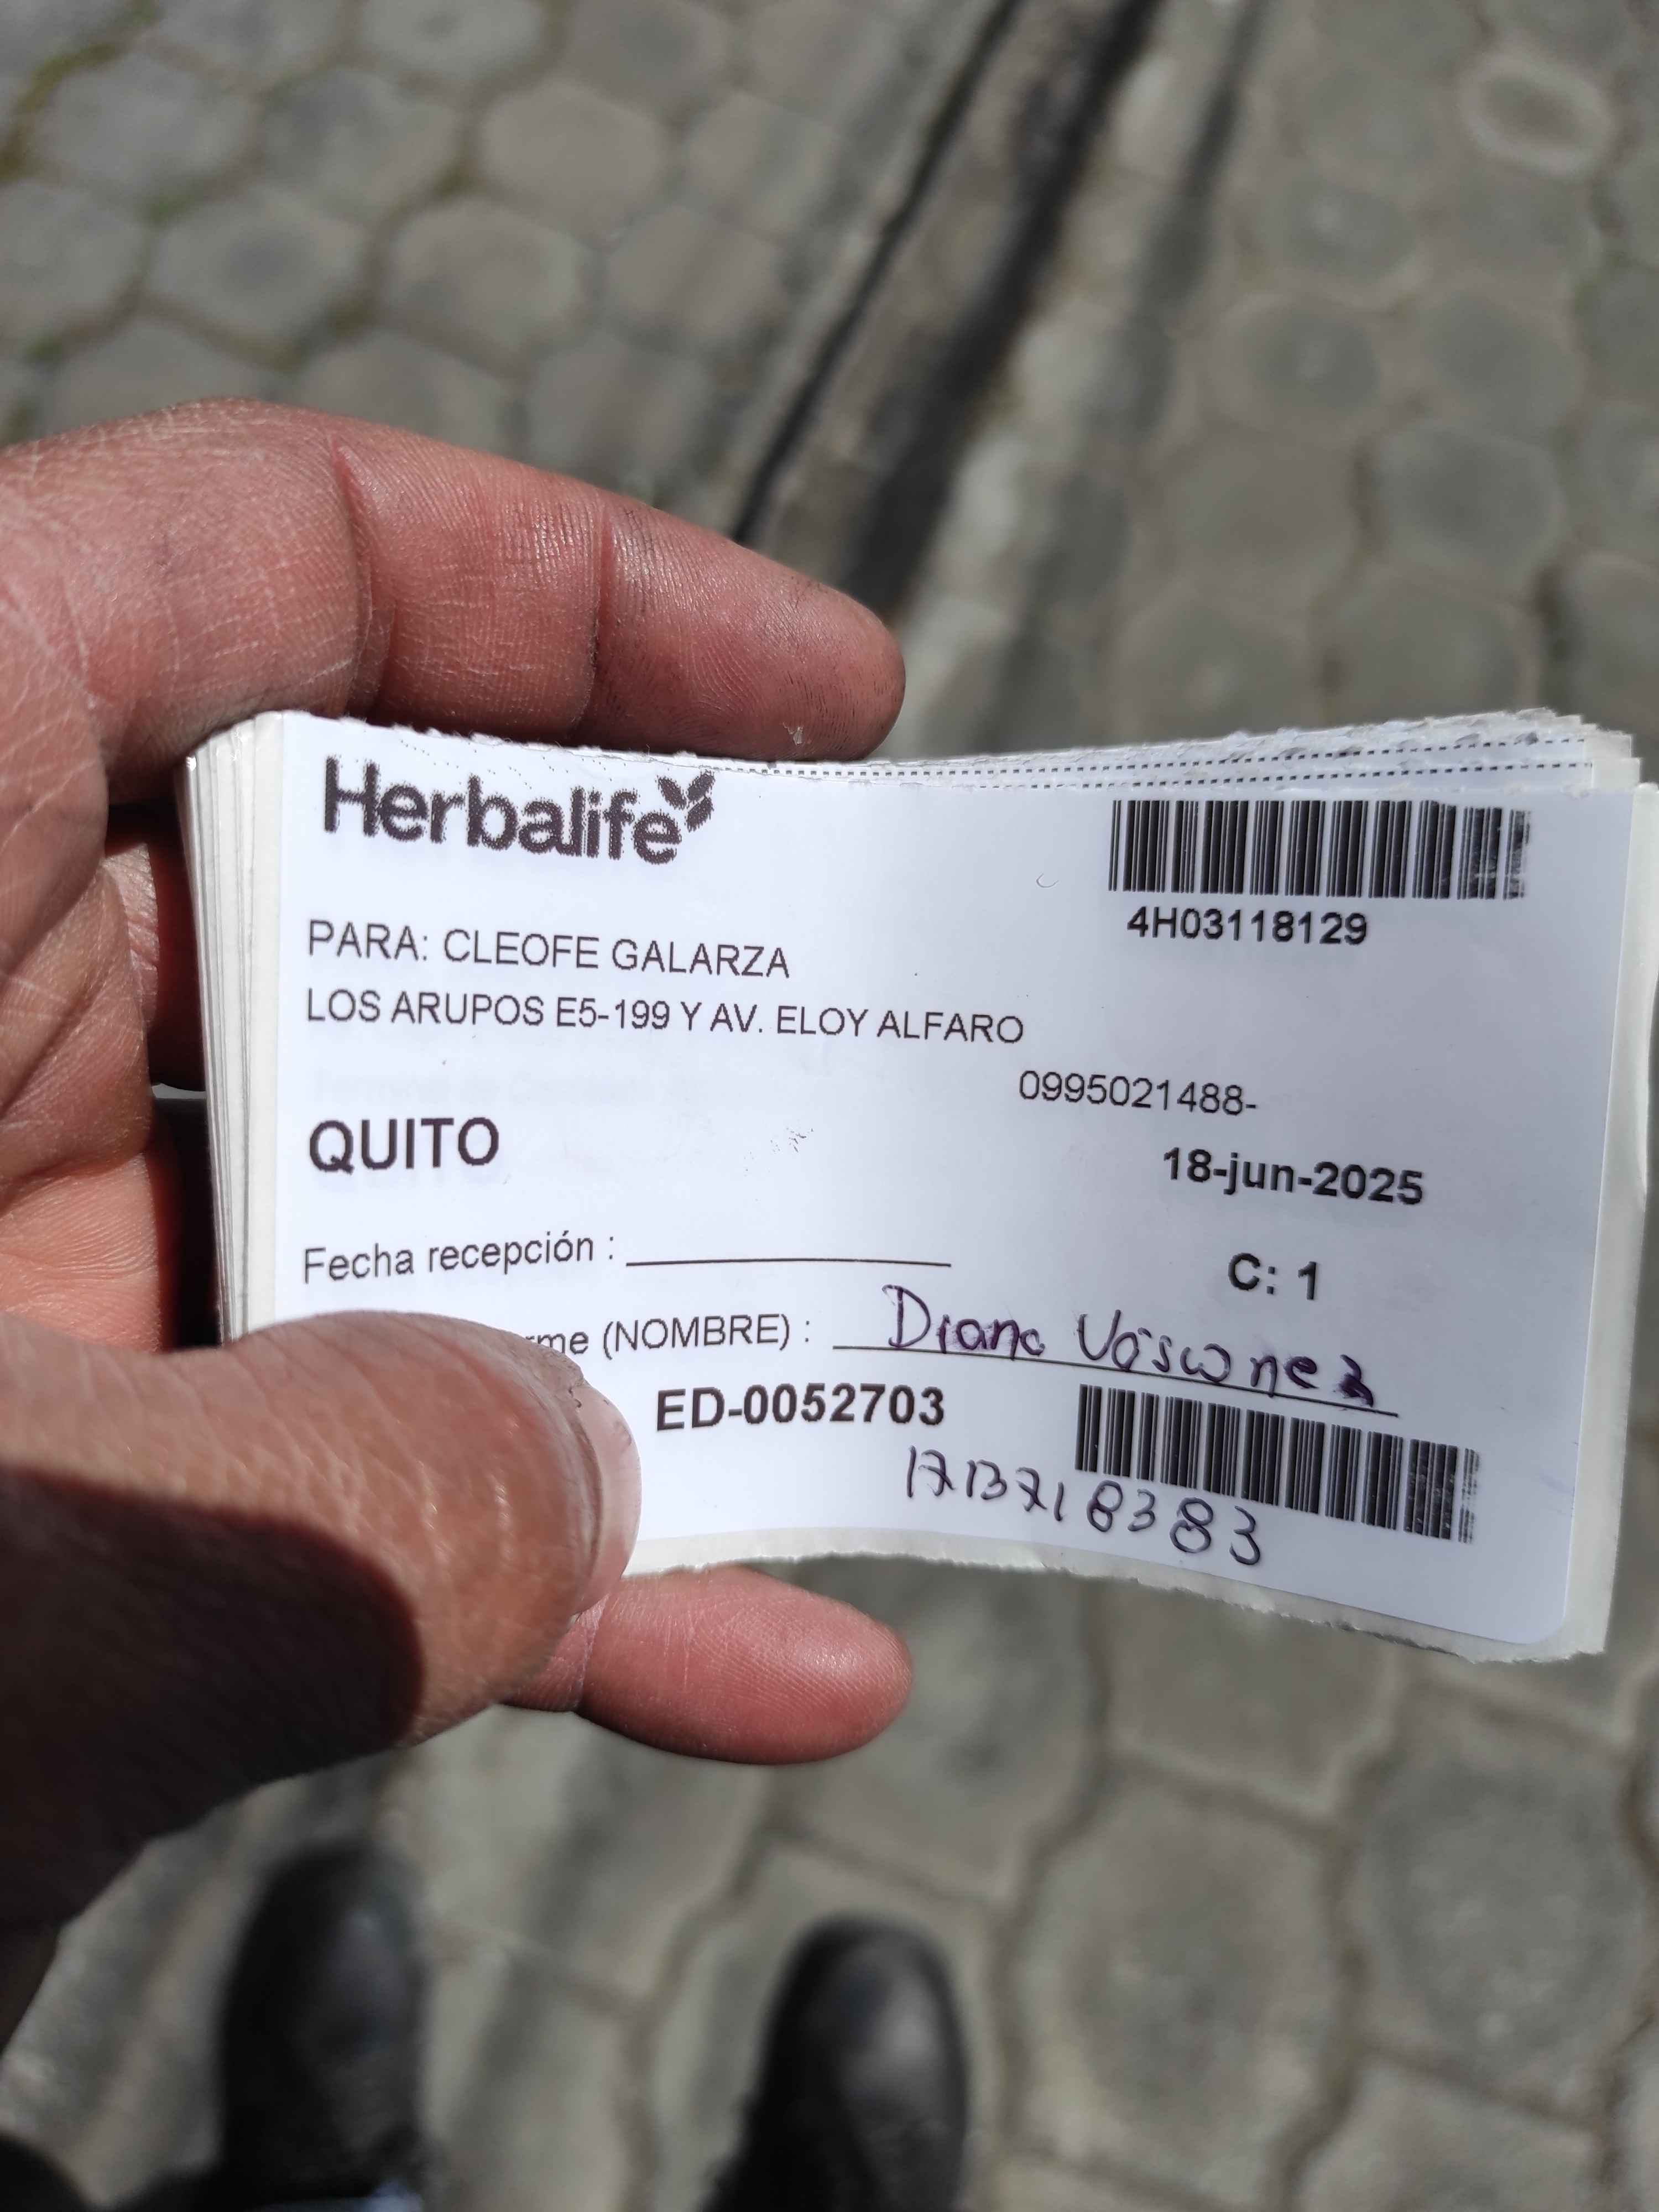 Herbalife
4H03118129
PARA: CLEOFE GALARZA
LOS ARUPOS E5-199 Y AV. ELOY ALFARO
0995021488-
QUITO
18-jun-2025
Fecha recepción :
C: 1
(NOMBRE) : Diana Vásconez
ED-0052703
1713718383